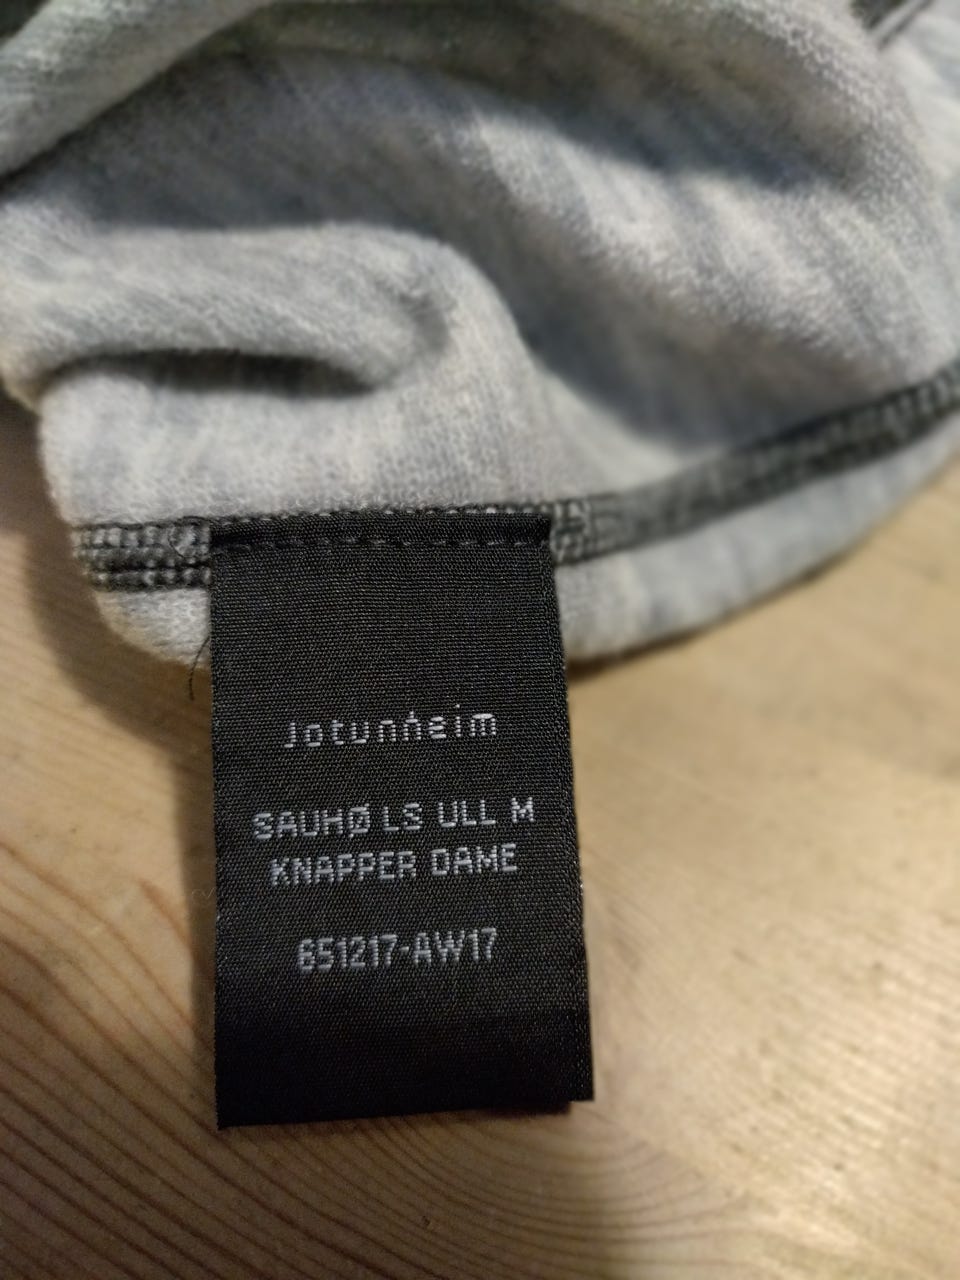 Jotunheim
SAUHØ LS ULL M
KNAPPER DAME
651217-AW17